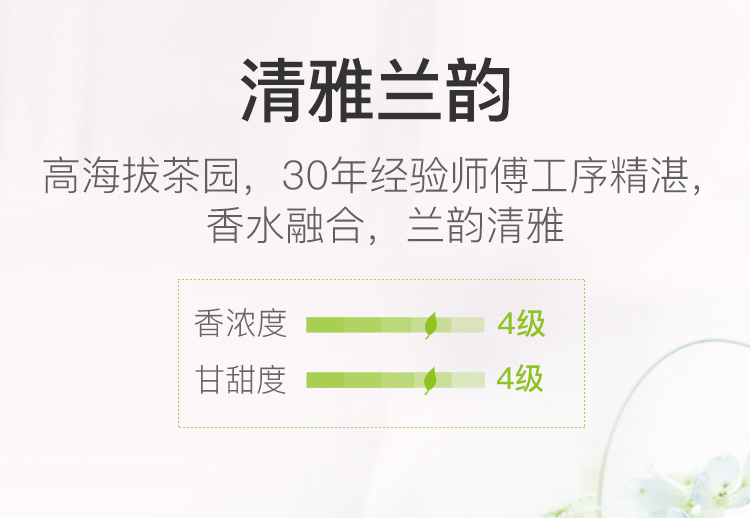 清雅兰韵
高海拔茶园，30年经验师傅工序精湛，
香水融合，兰韵清雅
香浓度 4级
甘甜度 4级